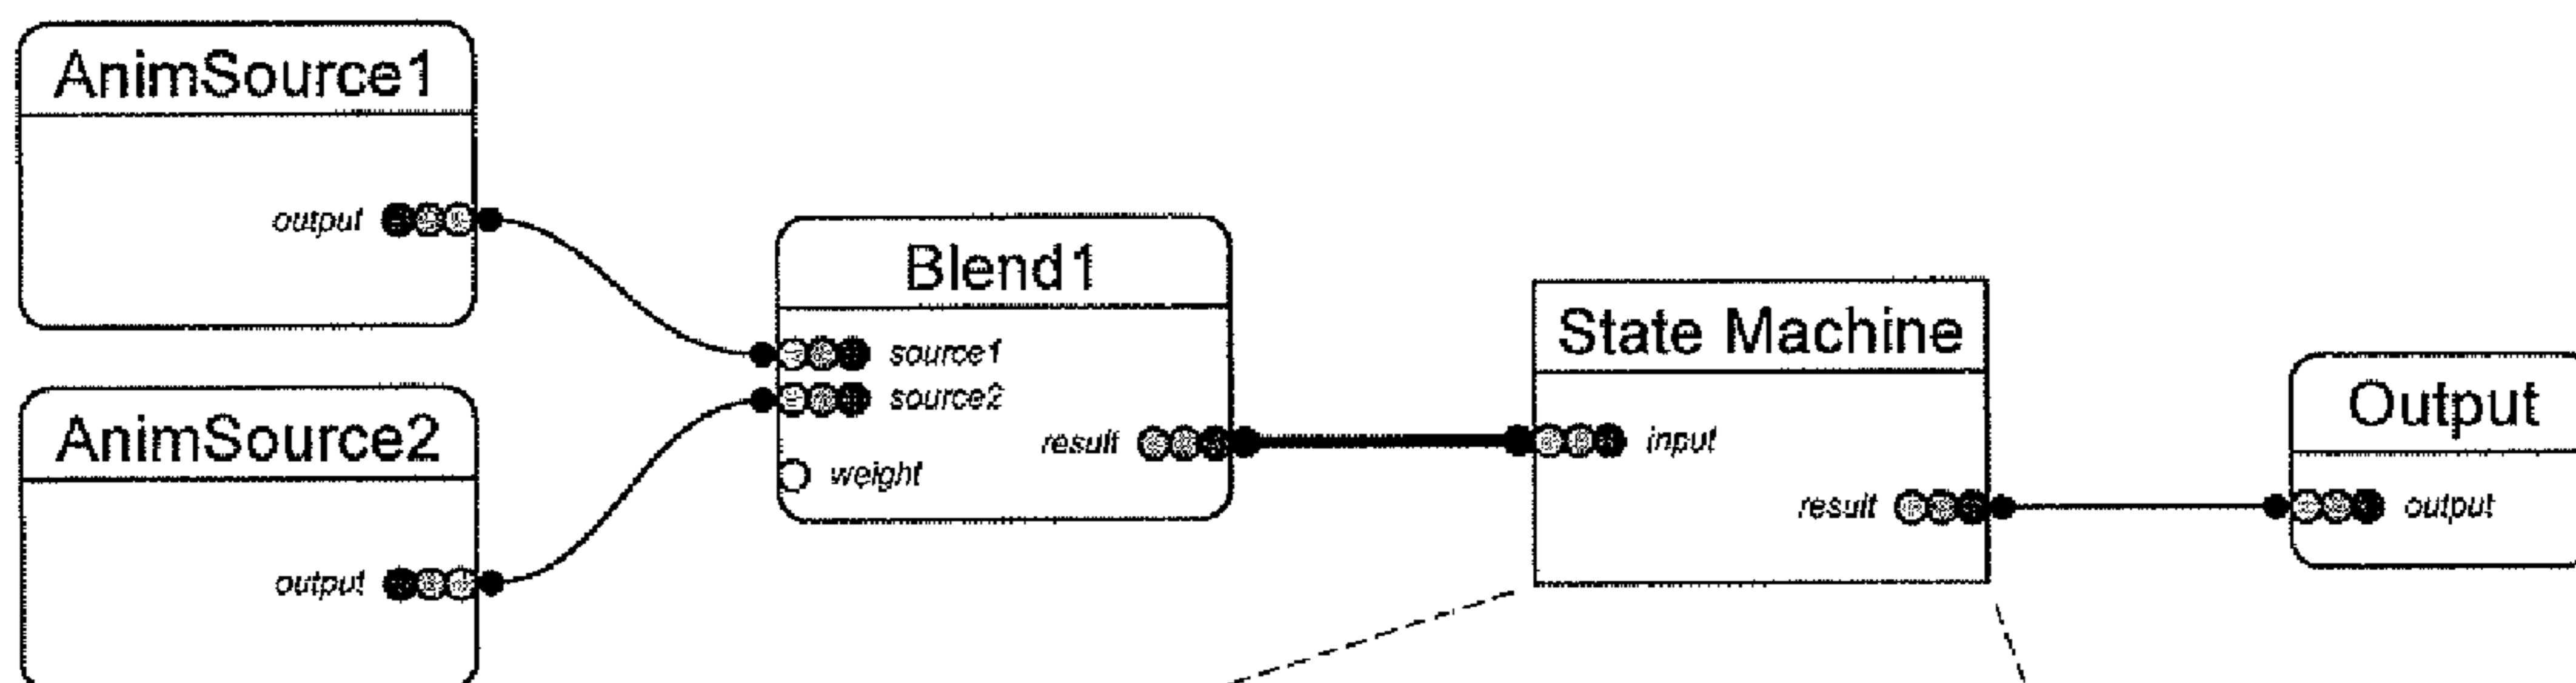 AnimSource1
output
AnimSource2
output
Blend1
source1
source2
result
weight
State Machine
input
result
Output
output